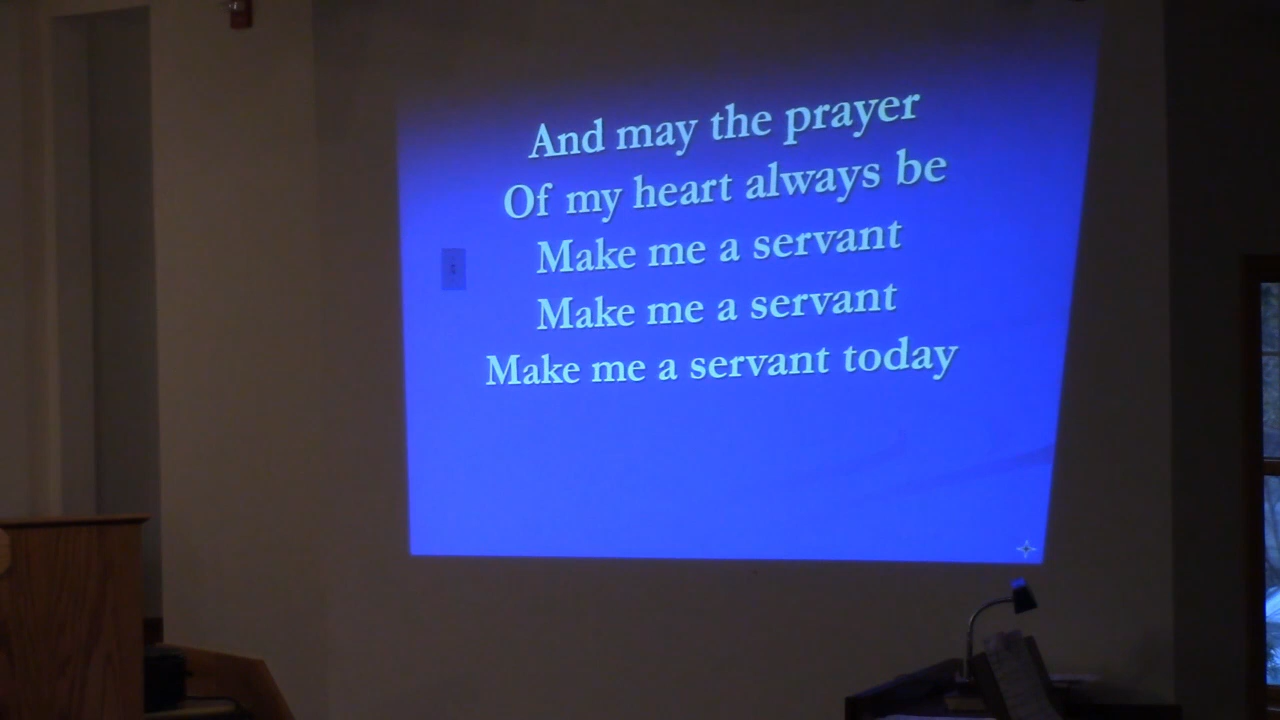 And may the prayer
Of my heart always be
Make me a servant
Make me a servant
Make me a servant today